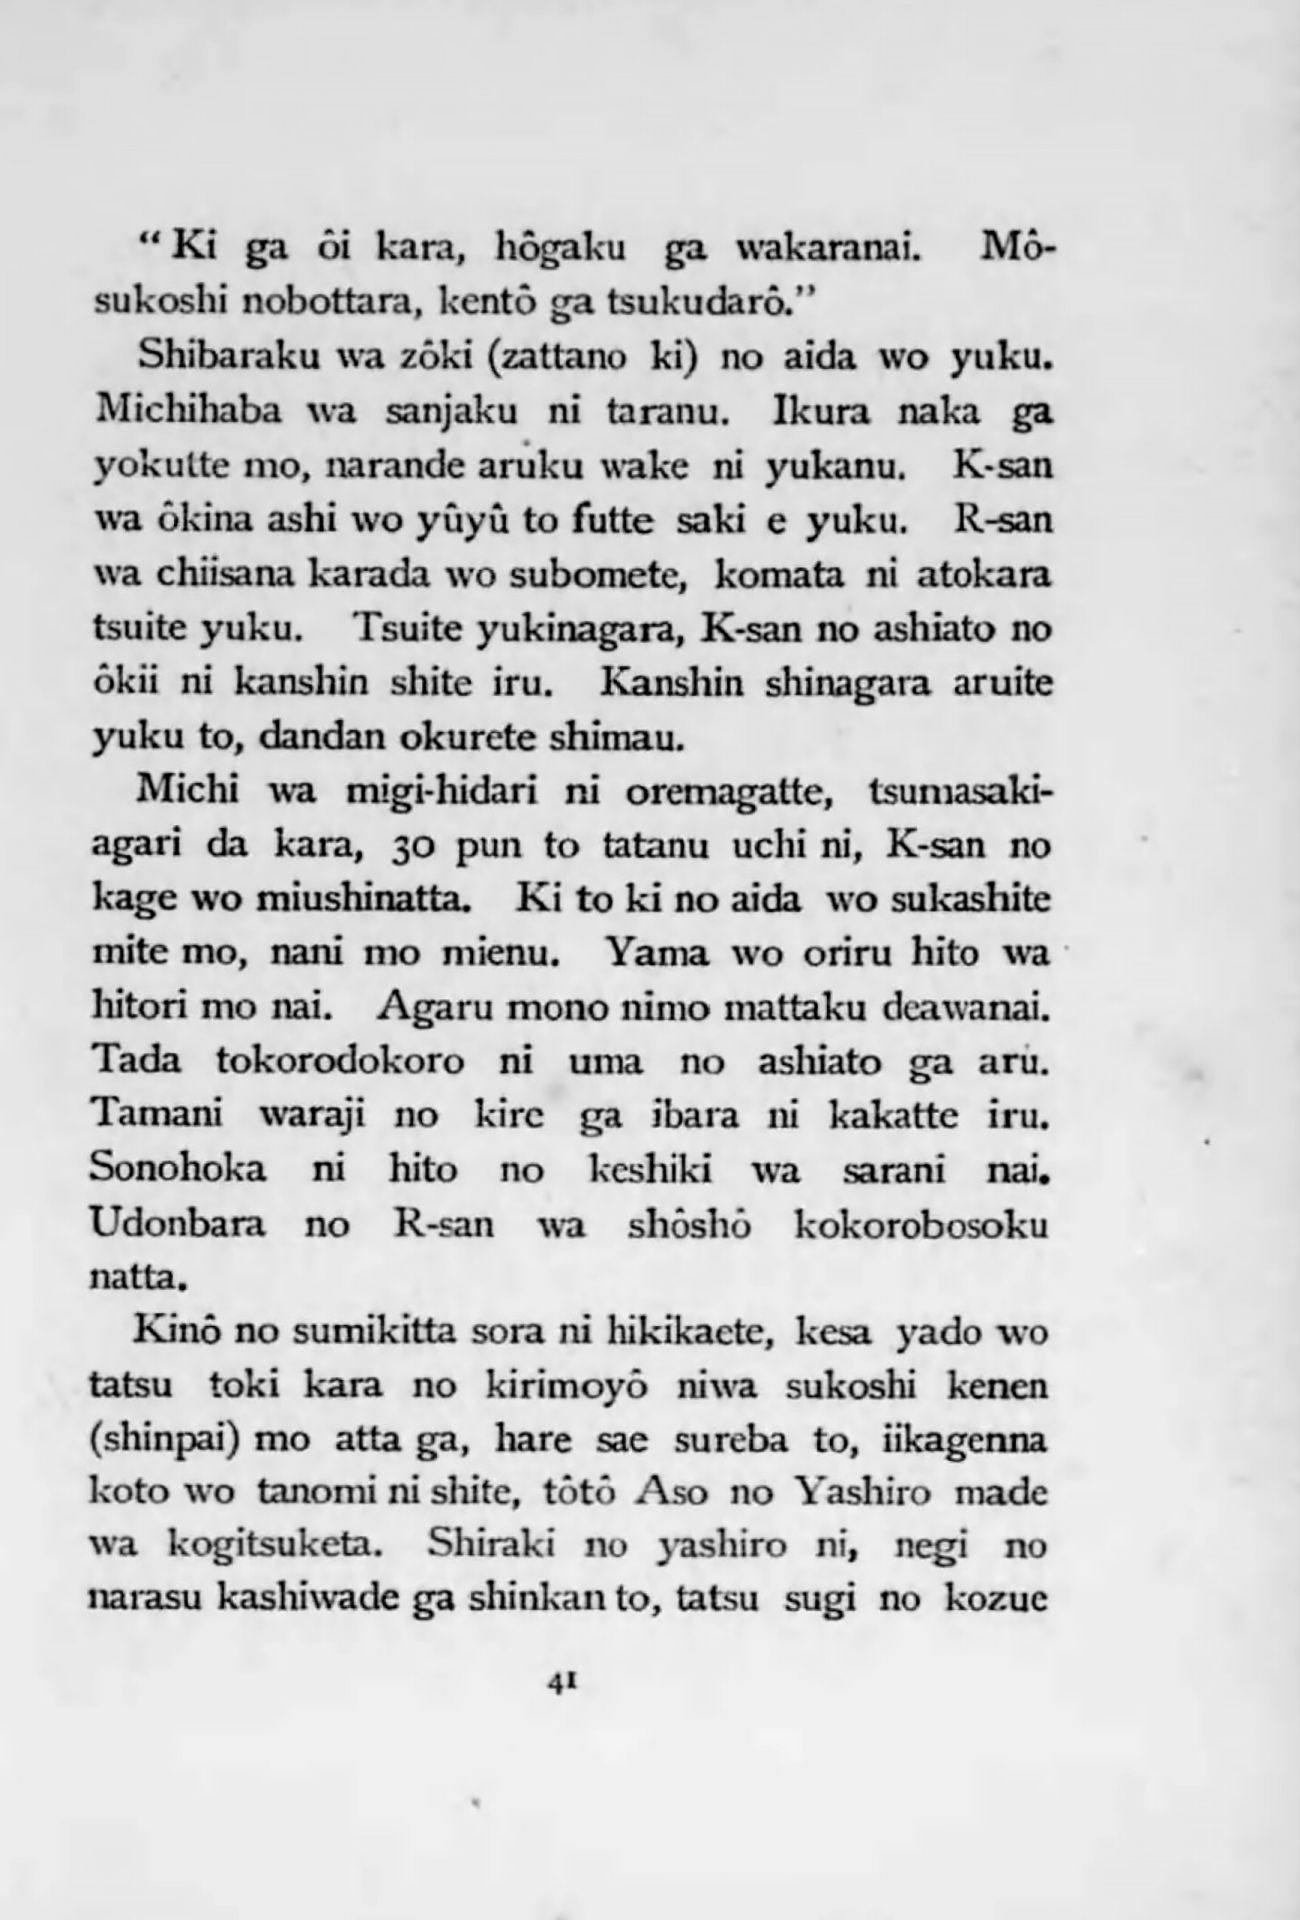 “ Ki ga ôi kara, hôgaku ga wakaranai. Mô-
sukoshi nobottara, kentô ga tsukudarô.”
Shibaraku wa zôki (zattano ki) no aida wo yuku.
Michihaba wa sanjaku ni taranu. Ikura naka ga
yokutte mo, narande aruku wake ni yukanu. K-san
wa ôkina ashi wo yûyû to futte saki e yuku. R-san
wa chiisana karada wo subomete, komata ni atokara
tsuite yuku. Tsuite yukinagara, K-san no ashiato no
ôkii ni kanshin shite iru. Kanshin shinagara aruite
yuku to, dandan okurete shimau.
Michi wa migi-hidari ni oremagatte, tsumasaki-
agari da kara, 30 pun to tatanu uchi ni, K-san no
kage wo miushinatta. Ki to ki no aida wo sukashite
mite mo, nani mo mienu. Yama wo oriru hito wa
hitori mo nai. Agaru mono nimo mattaku deawanai.
Tada tokorodokoro ni uma no ashiato ga aru.
Tamani waraji no kire ga ibara ni kakatte iru.
Sonohoka ni hito no keshiki wa sarani nai.
Udonbara no R-san wa shôshô kokorobosoku
natta.
Kinô no sumikitta sora ni hikikaete, kesa yado wo
tatsu toki kara no kirimoyô niwa sukoshi kenen
(shinpai) mo atta ga, hare sae sureba to, iikagenna
koto wo tanomi ni shite, tôtô Aso no Yashiro made
wa kogitsuketa. Shiraki no yashiro ni, negi no
narasu kashiwade ga shinkan to, tatsu sugi no kozue
41